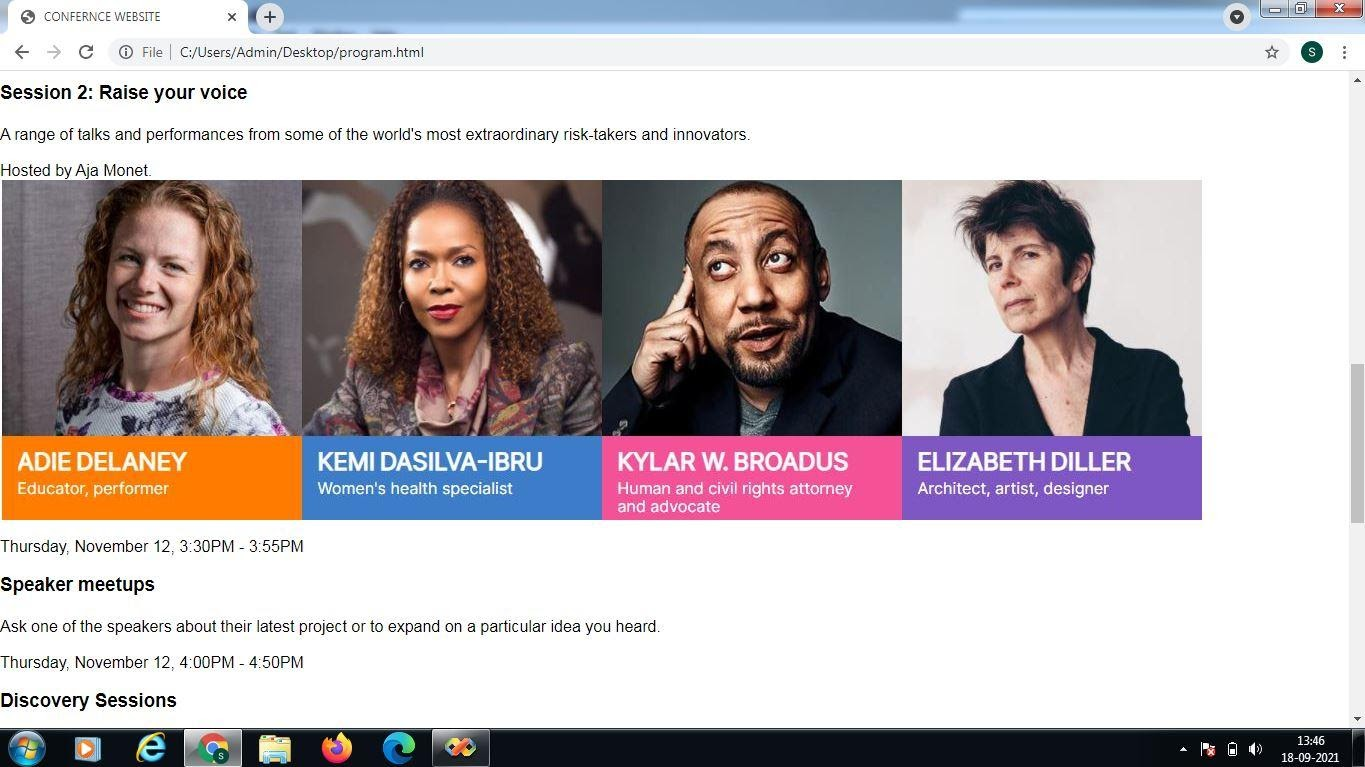 CONFERNCE WEBSITE
File
C:/Users/Admin/Desktop/program.html
S
Session 2: Raise your voice
A range of talks and performances from some of the world's most extraordinary risk-takers and innovators.
Hosted by Aja Monet.
ADIE DELANEY
Educator, performer
KEMI DASILVA-IBRU
Women's health specialist
KYLAR W. BROADUS
Human and civil rights attorney
and advocate
ELIZABETH DILLER
Architect, artist, designer
Thursday, November 12, 3:30PM - 3:55PM
Speaker meetups
Ask one of the speakers about their latest project or to expand on a particular idea you heard.
Thursday, November 12, 4:00PM - 4:50PM
Discovery Sessions
S
13:46
18-09-2021